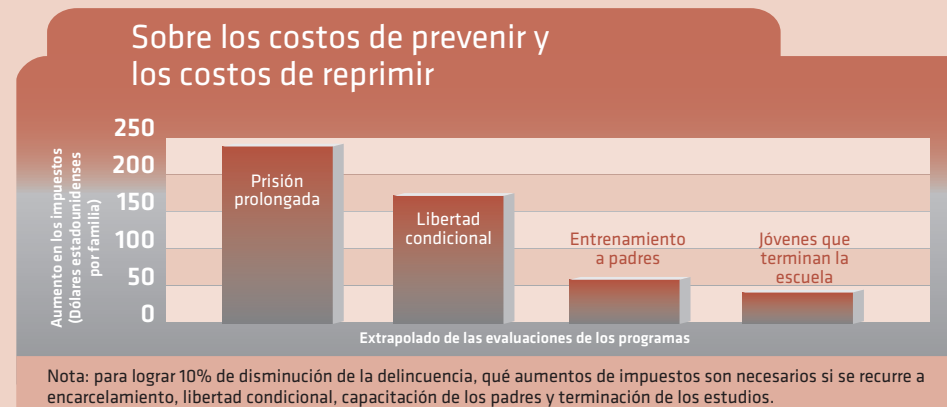 Sobre los costos de prevenir y
los costos de reprimir
Aumento en los impuestos
(Dólares estadounidenses
por familia)
250
200
150
100
50
0
Prisión
prolongada
Libertad
condicional
Entrenamiento
a padres
Jóvenes que
terminan la
escuela
Extrapolado de las evaluaciones de los programas
Nota: para lograr 10% de disminución de la delincuencia, qué aumentos de impuestos son necesarios si se recurre a
encarcelamiento, libertad condicional, capacitación de los padres y terminación de los estudios.